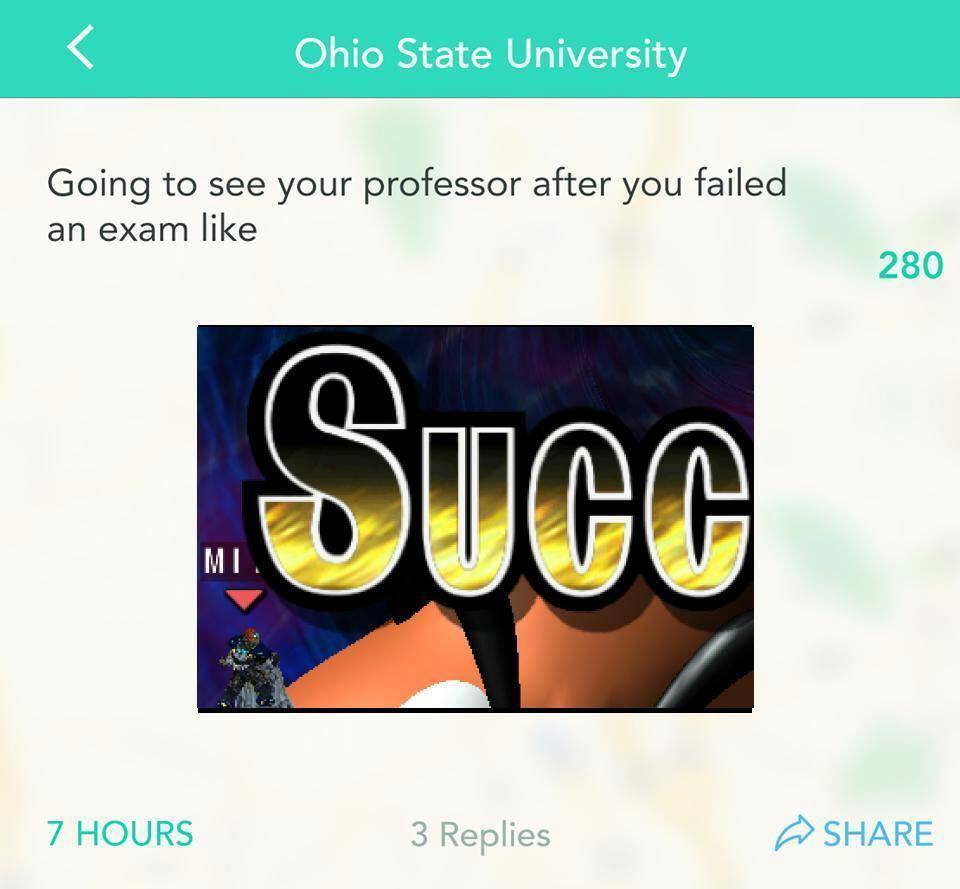 Ohio State University
Going to see your professor after you failed
an exam like
280
Succ
7 HOURS
3 Replies
SHARE